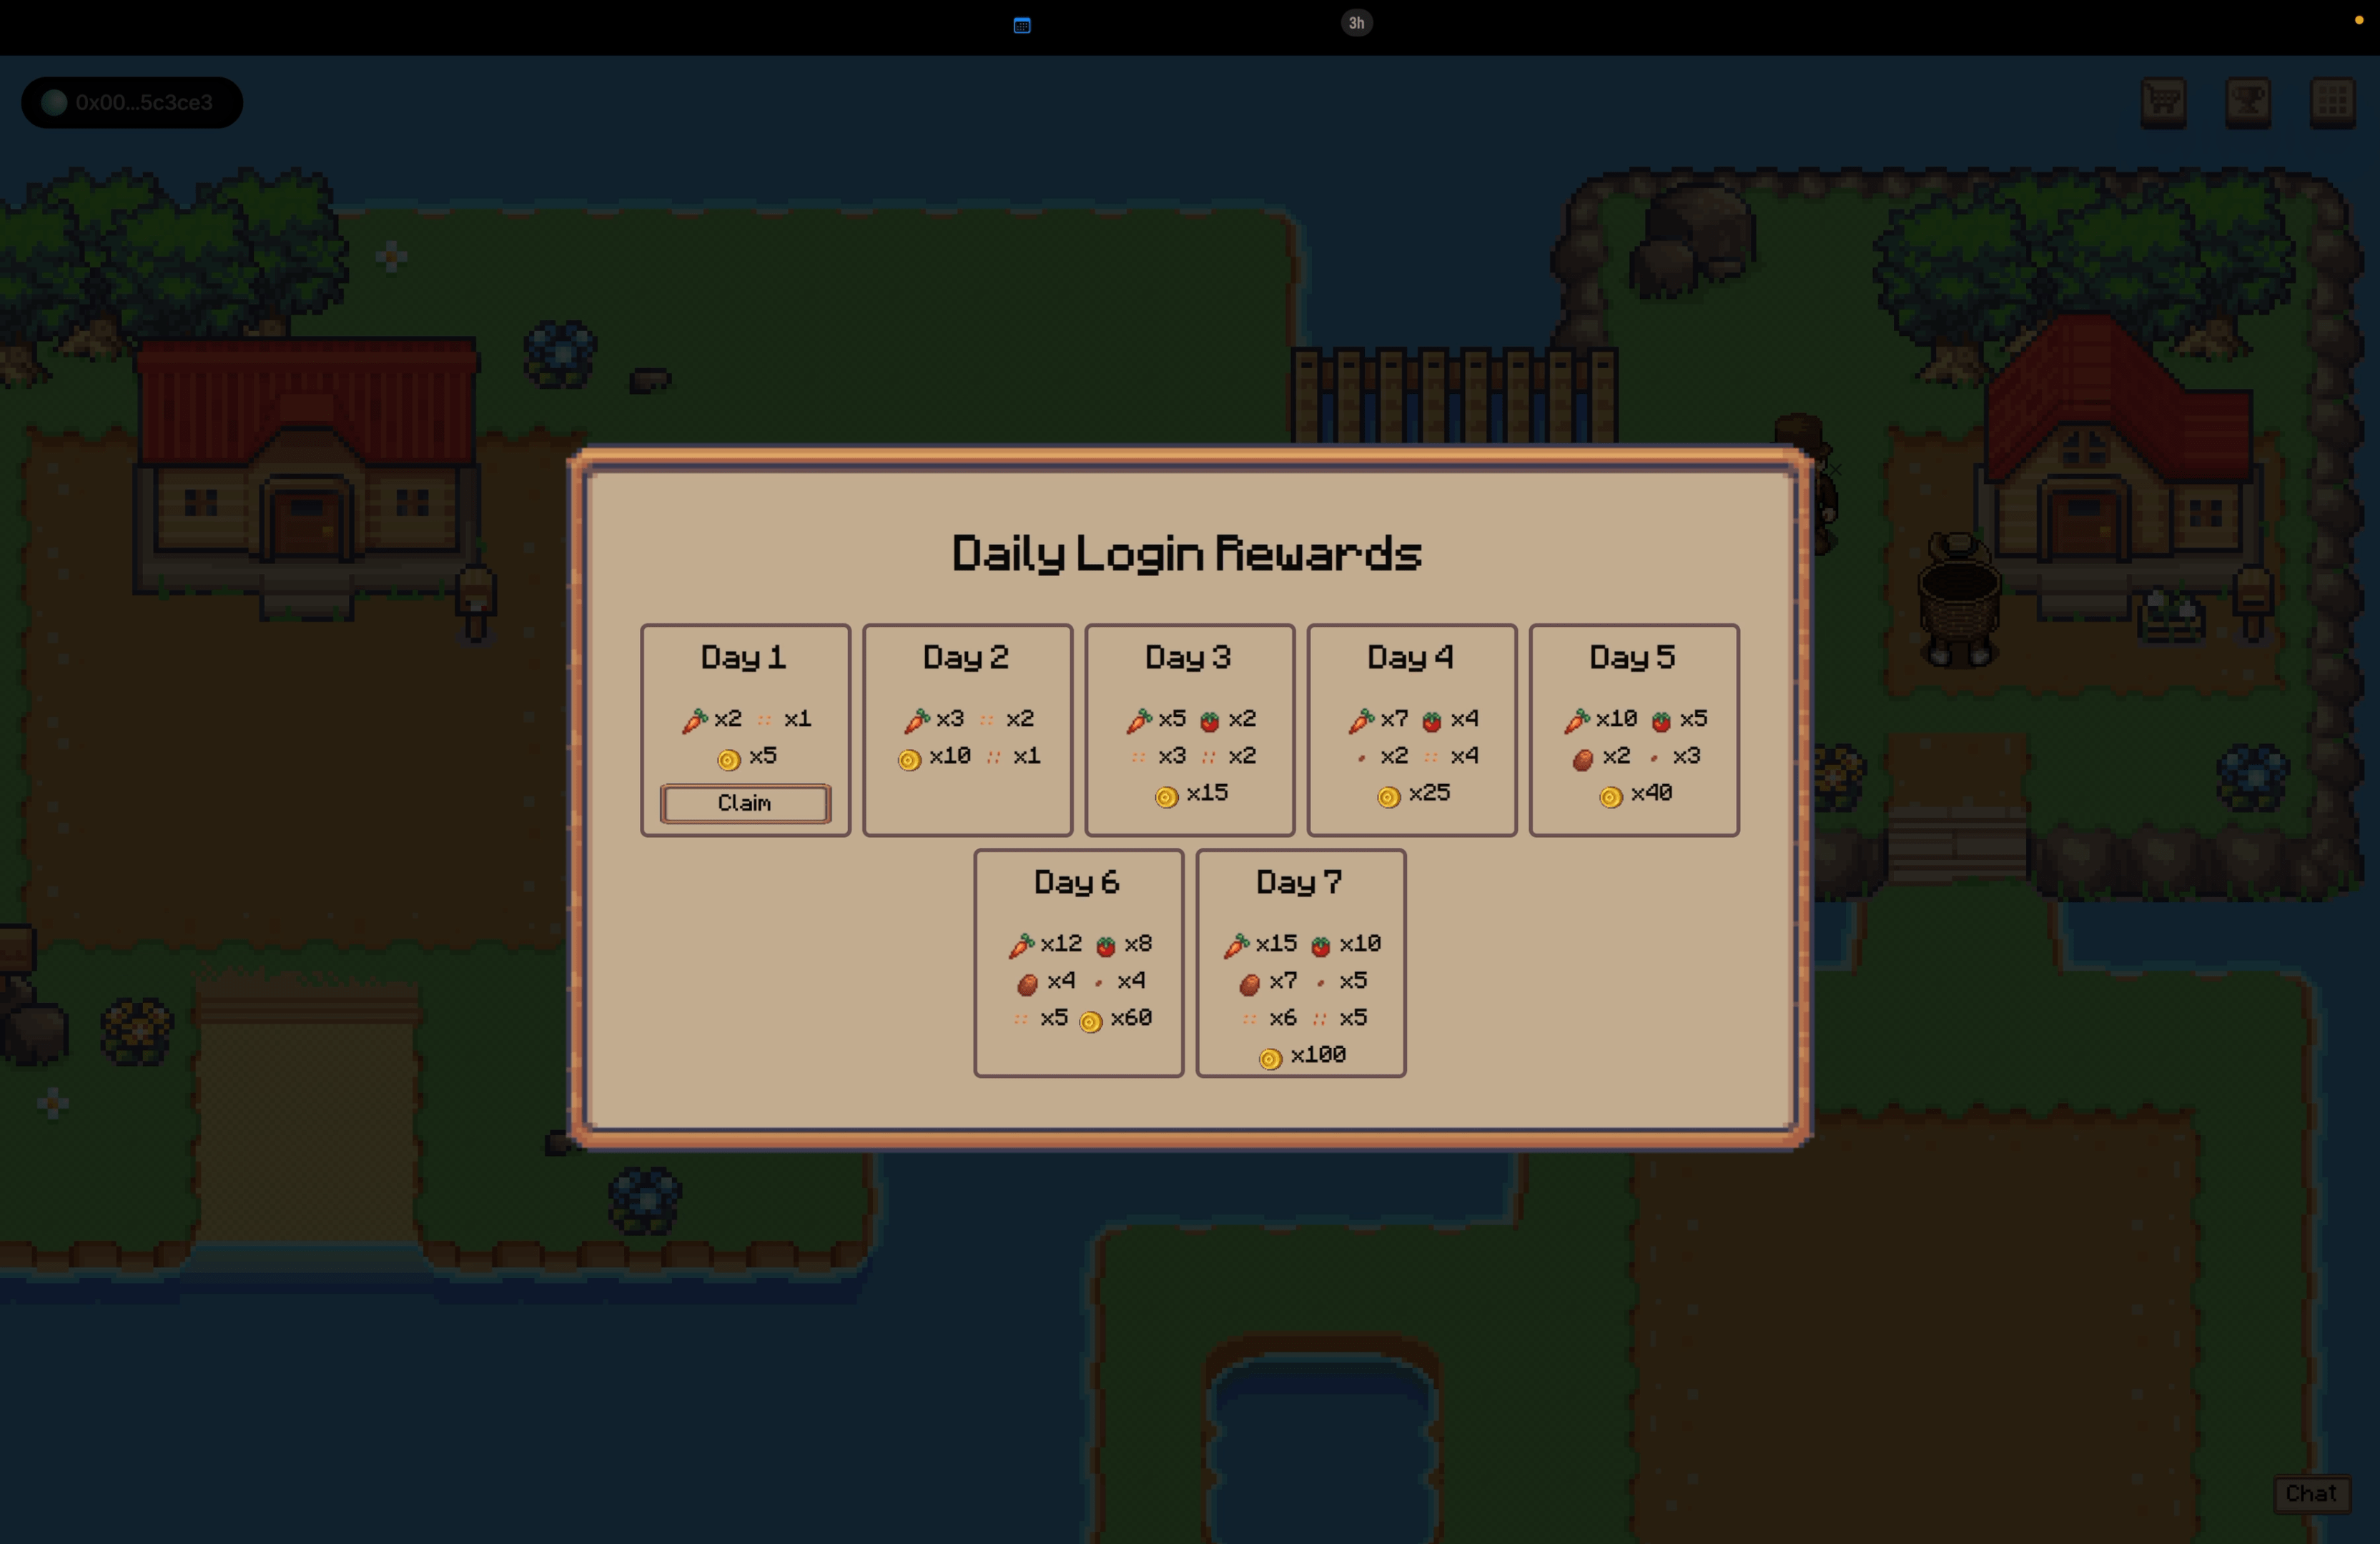 3h
0x00...5c3ce3
Daily Login Rewards
Day 1
x2 x1
x5
Claim
Day 2
x3 x2
x10 x1
Day 3
x5 x2
x3 x2
x15
Day 4
x7 x4
x2 x4
x25
Day 5
x10 x5
x2 x3
x40
Day 6
x12 x8
x4 x4
x5 x60
Day 7
x15 x10
x7 x5
x6 x5
x100
Chat